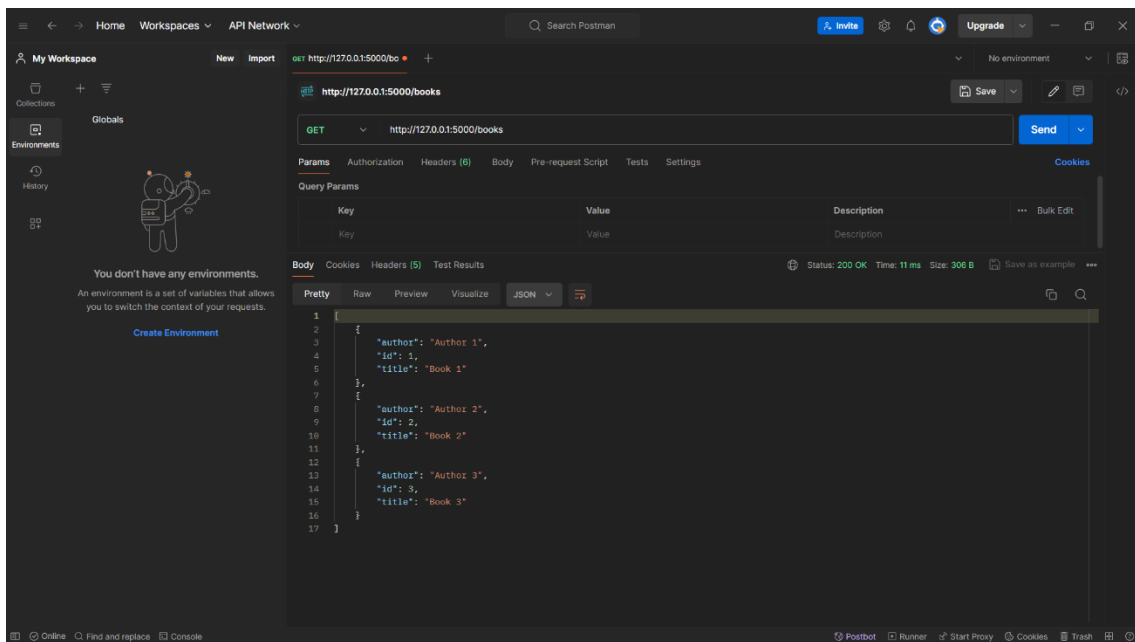 Home Workspaces API Network Search Postman Invite Upgrade
My Workspace New Import GET http://127.0.0.1:5000/bo No environment
Collections
Environments
History
Globals
You don't have any environments.
An environment is a set of variables that allows
you to switch the context of your requests.
Create Environment
HTTP http://127.0.0.1:5000/books Save
GET http://127.0.0.1:5000/books Send
Params Authorization Headers (6) Body Pre-request Script Tests Settings Cookies
Query Params
Key Value Description Bulk Edit
Key Value Description
Body Cookies Headers (5) Test Results Status: 200 OK Time: 11 ms Size: 306 B Save as example
Pretty Raw Preview Visualize JSON
1 [
2 {
3 "author": "Author 1",
4 "id": 1,
5 "title": "Book 1"
6 },
7 {
8 "author": "Author 2",
9 "id": 2,
10 "title": "Book 2"
11 },
12 {
13 "author": "Author 3",
14 "id": 3,
15 "title": "Book 3"
16 }
17 ]
Online Find and replace Console Postbot Runner Start Proxy Cookies Trash